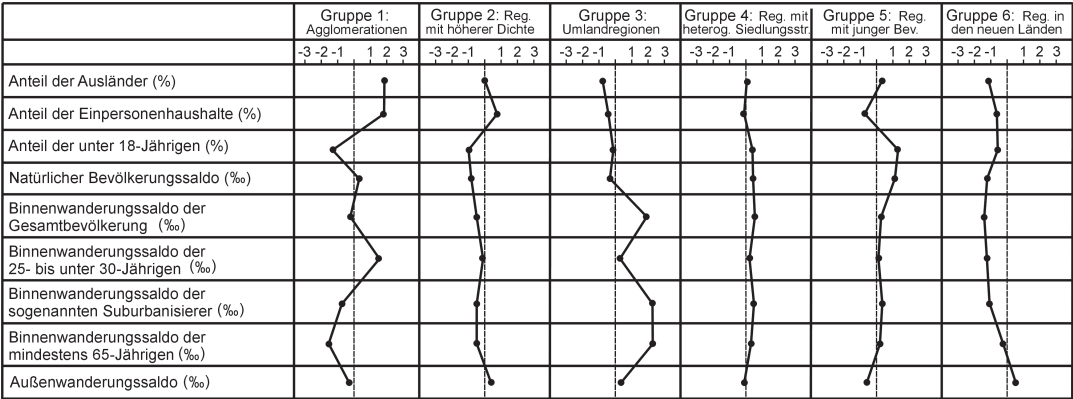 Gruppe 1:
Agglomerationen
Gruppe 2: Reg.
mit höherer Dichte
Gruppe 3:
Umlandregionen
Gruppe 4: Reg. mit
heterog. Siedlungsstr.
Gruppe 5: Reg.
mit junger Bev.
Gruppe 6: Reg. in
den neuen Länden
-3 -2 -1 1 2 3
-3 -2 -1 1 2 3
-3 -2 -1 1 2 3
-3 -2 -1 1 2 3
-3 -2 -1 1 2 3
-3 -2 -1 1 2 3
Anteil der Ausländer (%)
Anteil der Einpersonenhaushalte (%)
Anteil der unter 18-Jährigen (%)
Natürlicher Bevölkerungssaldo (‰)
Binnenwanderungssaldo der
Gesamtbevölkerung (‰)
Binnenwanderungssaldo der
25- bis unter 30-Jährigen (‰)
Binnenwanderungssaldo der
sogenannten Suburbanisierer (‰)
Binnenwanderungssaldo der
mindestens 65-Jährigen (‰)
Außenwanderungssaldo (‰)